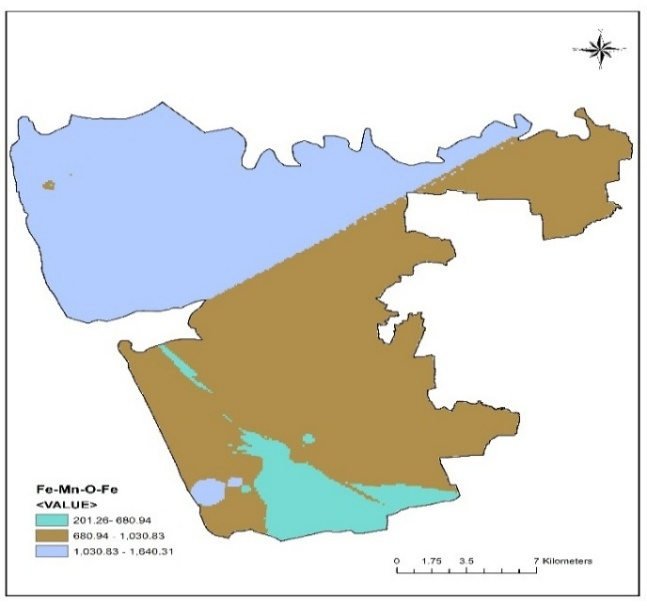 Fe-Mn-O-Fe
<VALUE>
201.26- 680.94
680.94 - 1,030.83
1,030.83 - 1,640.31
0 1.75 3.5 7 Kilometers